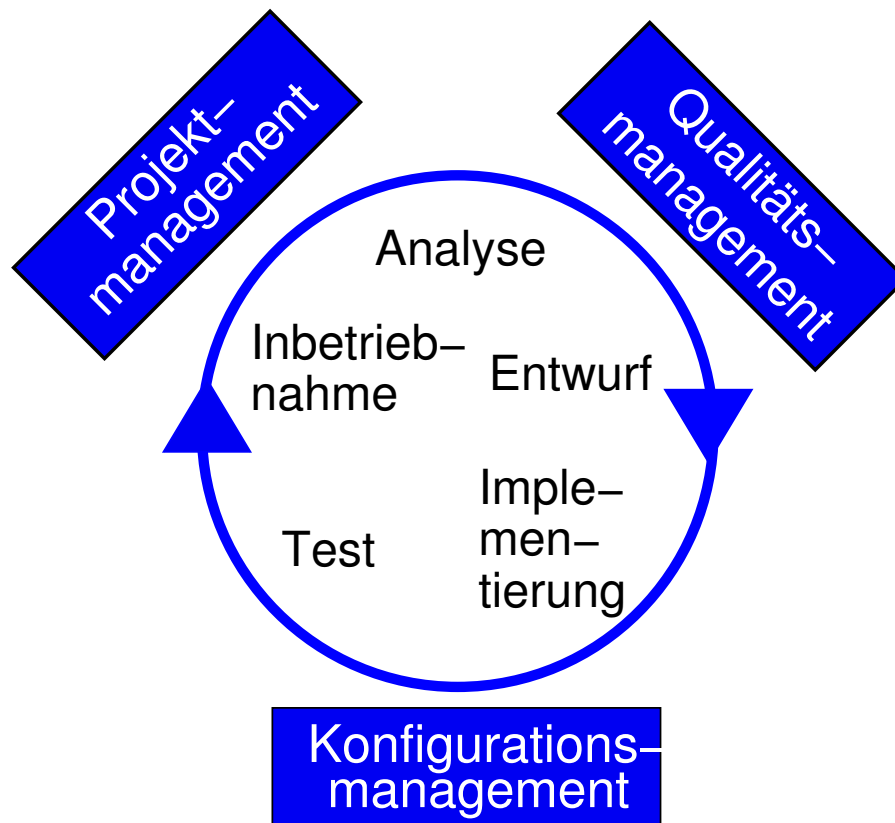 Projekt–
management
Qualitäts–
management
Analyse
Inbetrieb–
nahme
Entwurf
Imple–
men–
tierung
Test
Konfigurations–
management